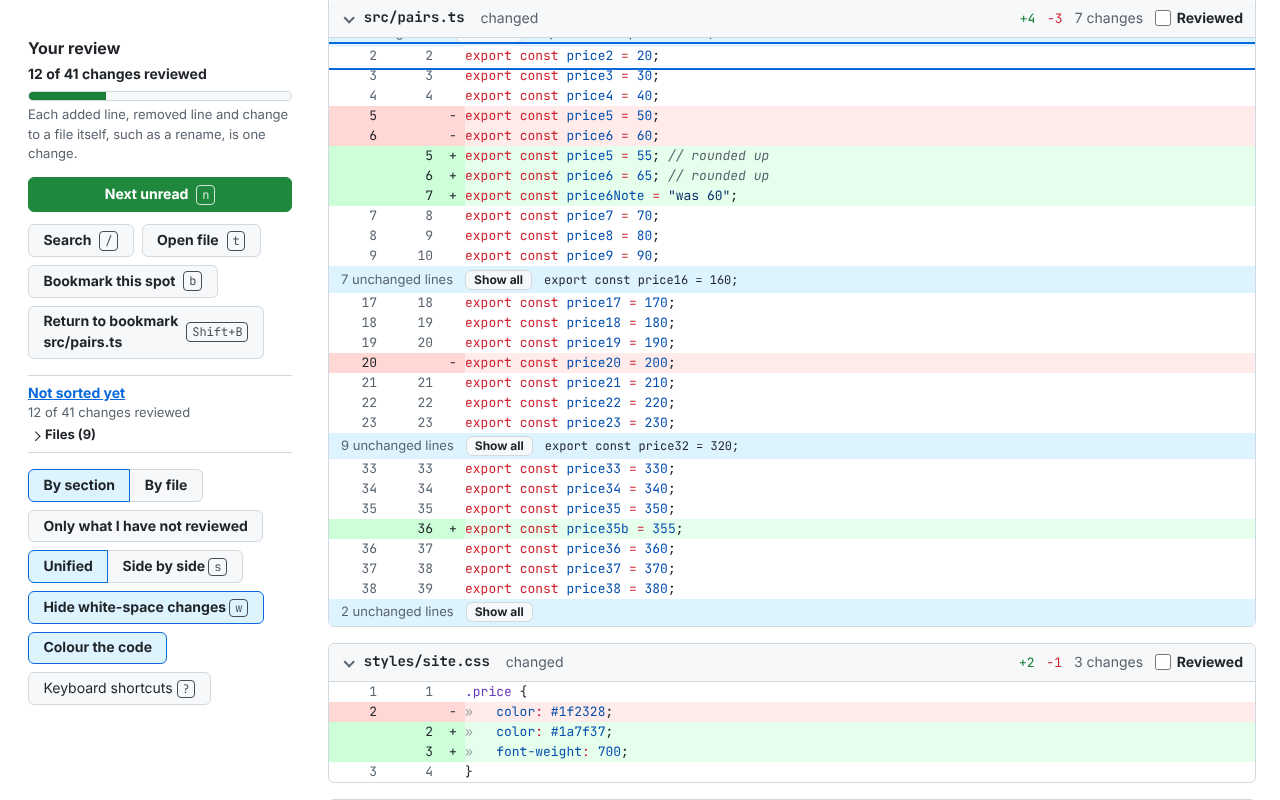 Your review
12 of 41 changes reviewed
Each added line, removed line and change
to a file itself, such as a rename, is one
change.
Next unread n
Search / Open file t
Bookmark this spot b
Return to bookmark
src/pairs.ts Shift+B
Not sorted yet
12 of 41 changes reviewed
Files (9)
By section By file
Only what I have not reviewed
Unified Side by side s
Hide white-space changes w
Colour the code
Keyboard shortcuts ?
src/pairs.ts changed +4 -3 7 changes Reviewed
2 2 export const price2 = 20;
3 3 export const price3 = 30;
4 4 export const price4 = 40;
5 - export const price5 = 50;
6 - export const price6 = 60;
5 + export const price5 = 55; // rounded up
6 + export const price6 = 65; // rounded up
7 + export const price6Note = "was 60";
7 8 export const price7 = 70;
8 9 export const price8 = 80;
9 10 export const price9 = 90;
7 unchanged lines Show all export const price16 = 160;
17 18 export const price17 = 170;
18 19 export const price18 = 180;
19 20 export const price19 = 190;
20 - export const price20 = 200;
21 21 export const price21 = 210;
22 22 export const price22 = 220;
23 23 export const price23 = 230;
9 unchanged lines Show all export const price32 = 320;
33 33 export const price33 = 330;
34 34 export const price34 = 340;
35 35 export const price35 = 350;
36 + export const price35b = 355;
36 37 export const price36 = 360;
37 38 export const price37 = 370;
38 39 export const price38 = 380;
2 unchanged lines Show all
styles/site.css changed +2 -1 3 changes Reviewed
1 1 .price {
2 - » color: #1f2328;
2 + » color: #1a7f37;
3 + » font-weight: 700;
3 4 }